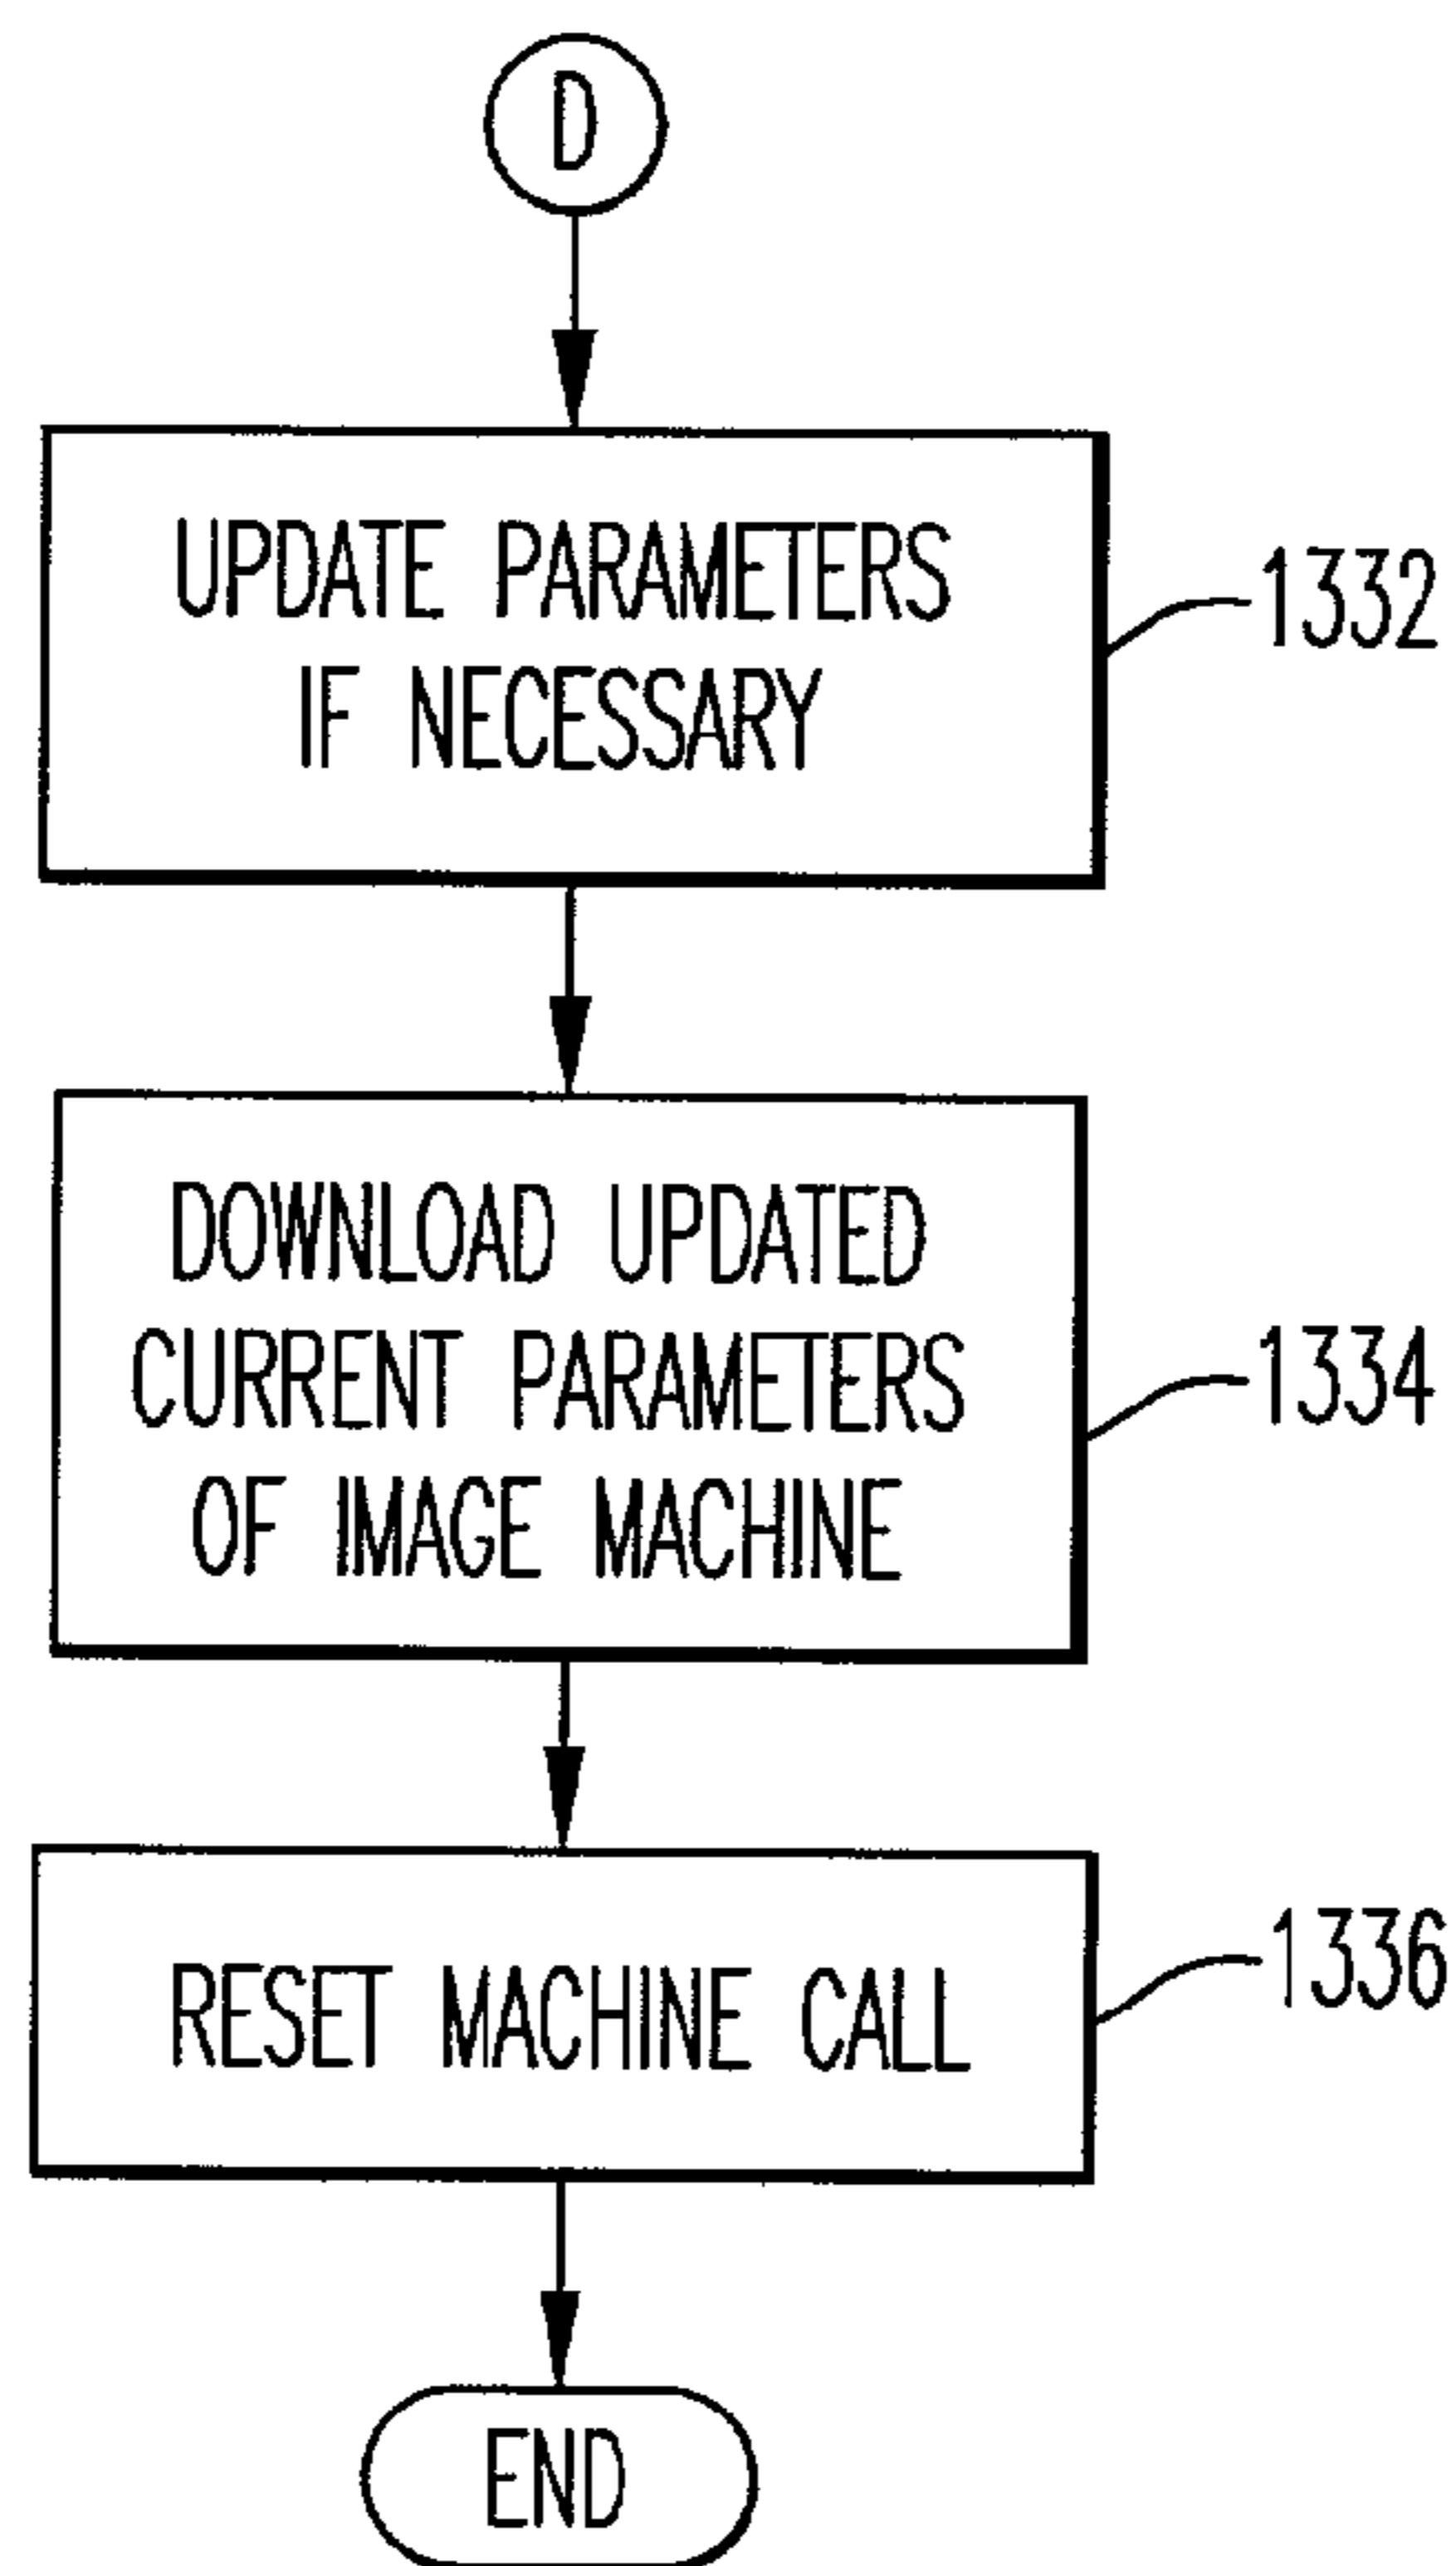 D
UPDATE PARAMETERS
IF NECESSARY
1332
DOWNLOAD UPDATED
CURRENT PARAMETERS
OF IMAGE MACHINE
1334
RESET MACHINE CALL
1336
END